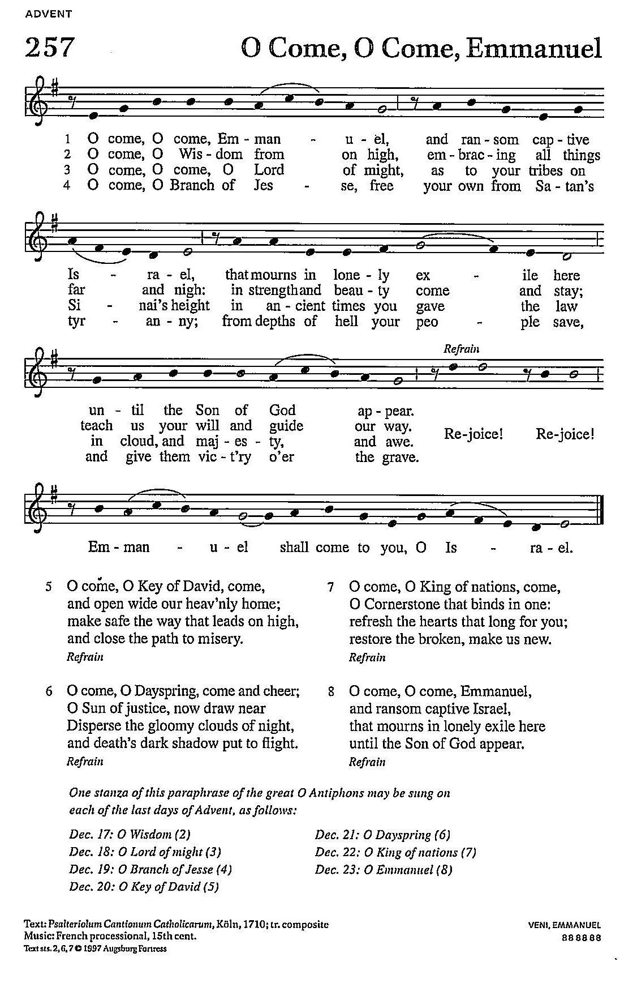 ADVENT
257 O Come, O Come, Emmanuel
1 O come, O come, Em - man - u - el, and ran - som cap - tive
2 O come, O Wis - dom from on high, em - brac - ing all things
3 O come, O come, O Lord of might, as to your tribes on
4 O come, O Branch of Jes - se, free your own from Sa - tan's
Is - ra - el, that mourns in lone - ly ex - ile here
far and nigh: in strength and beau - ty come and stay;
Si - nai's height in an - cient times you gave the law
tyr - an - ny; from depths of hell your peo - ple save,
Refrain
un - til the Son of God ap - pear.
teach us your will and guide our way.
Re-joice! Re-joice!
in cloud, and maj - es - ty, and awe.
and give them vic - t'ry o'er the grave.
Em - man - u - el shall come to you, O Is - ra - el.
5 O come, O Key of David, come,
and open wide our heav'nly home;
make safe the way that leads on high,
and close the path to misery.
Refrain
6 O come, O Dayspring, come and cheer;
O Sun of justice, now draw near
Disperse the gloomy clouds of night,
and death's dark shadow put to flight.
Refrain
7 O come, O King of nations, come,
O Cornerstone that binds in one:
refresh the hearts that long for you;
restore the broken, make us new.
Refrain
8 O come, O come, Emmanuel,
and ransom captive Israel,
that mourns in lonely exile here
until the Son of God appear.
Refrain
One stanza of this paraphrase of the great O Antiphons may be sung on
each of the last days of Advent, as follows:
Dec. 17: O Wisdom (2)
Dec. 18: O Lord of might (3)
Dec. 19: O Branch of Jesse (4)
Dec. 20: O Key of David (5)
Dec. 21: O Dayspring (6)
Dec. 22: O King of nations (7)
Dec. 23: O Emmanuel (8)
Text: Psalteriolum Cantionum Catholicarum, Köln, 1710; tr. composite
Music: French processional, 15th cent.
Text sts. 2, 6, 7 © 1997 Augsburg Fortress
VENI, EMMANUEL
88 88 88